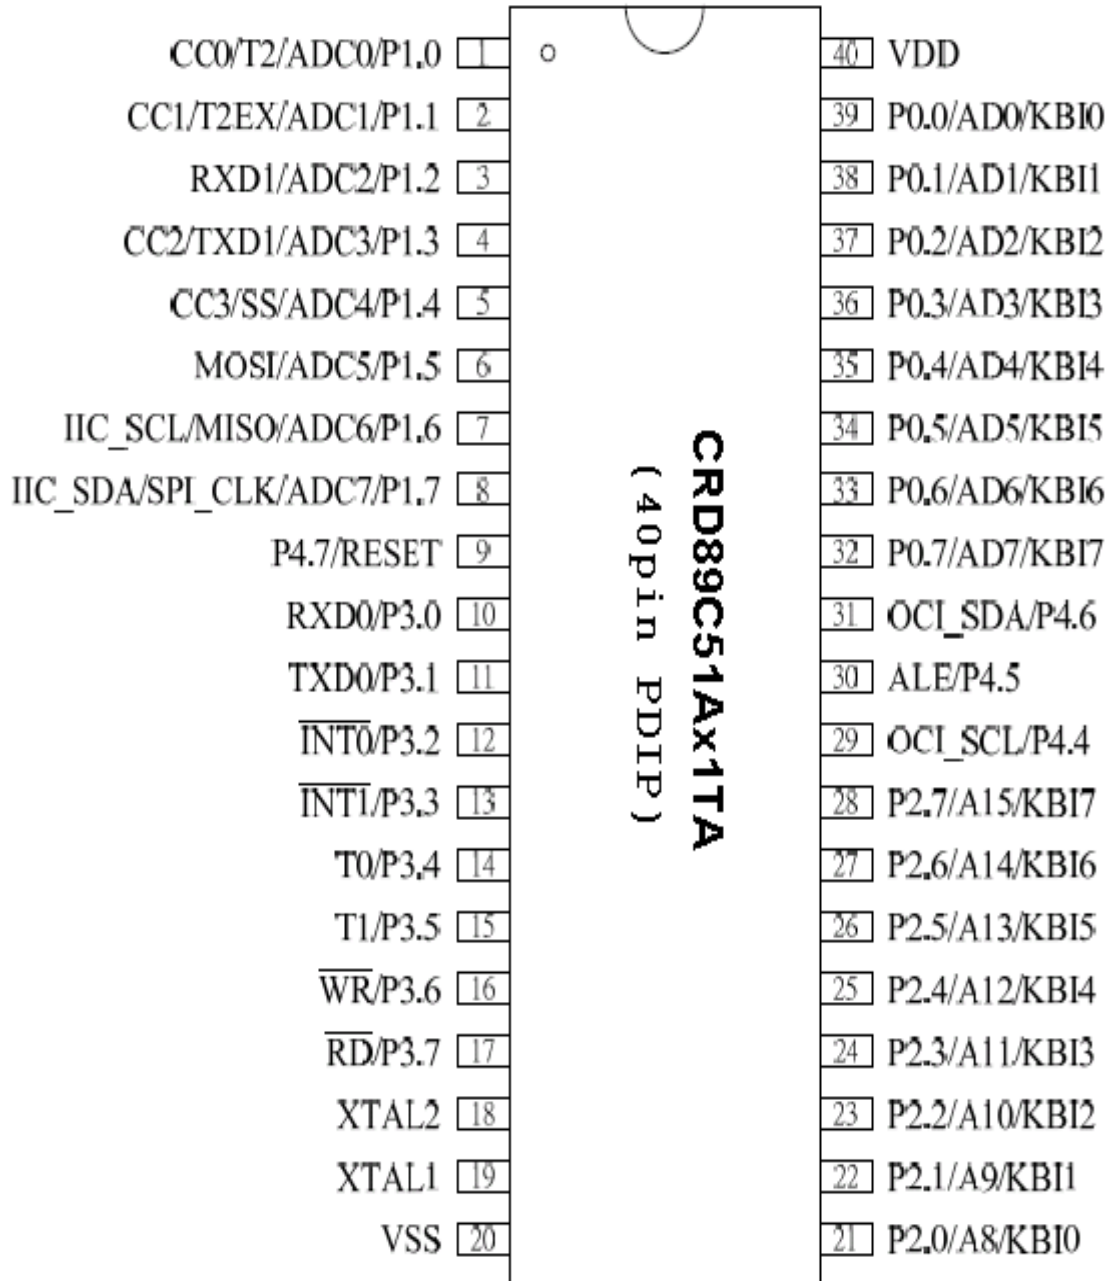 CC0/T2/ADC0/P1.0 1 40 VDD
CC1/T2EX/ADC1/P1.1 2 39 P0.0/AD0/KBI0
RXD1/ADC2/P1.2 3 38 P0.1/AD1/KBI1
CC2/TXD1/ADC3/P1.3 4 37 P0.2/AD2/KBI2
CC3/SS/ADC4/P1.4 5 36 P0.3/AD3/KBI3
MOSI/ADC5/P1.5 6 35 P0.4/AD4/KBI4
IIC_SCL/MISO/ADC6/P1.6 7 34 P0.5/AD5/KBI5
IIC_SDA/SPI_CLK/ADC7/P1.7 8 33 P0.6/AD6/KBI6
P4.7/RESET 9 32 P0.7/AD7/KBI7
RXD0/P3.0 10 31 OCI_SDA/P4.6
TXD0/P3.1 11 30 ALE/P4.5
INT0/P3.2 12 29 OCI_SCL/P4.4
INT1/P3.3 13 28 P2.7/A15/KBI7
T0/P3.4 14 27 P2.6/A14/KBI6
T1/P3.5 15 26 P2.5/A13/KBI5
WR/P3.6 16 25 P2.4/A12/KBI4
RD/P3.7 17 24 P2.3/A11/KBI3
XTAL2 18 23 P2.2/A10/KBI2
XTAL1 19 22 P2.1/A9/KBI1
VSS 20 21 P2.0/A8/KBI0
CRD89C51Ax1TA
(40pin PDIP)